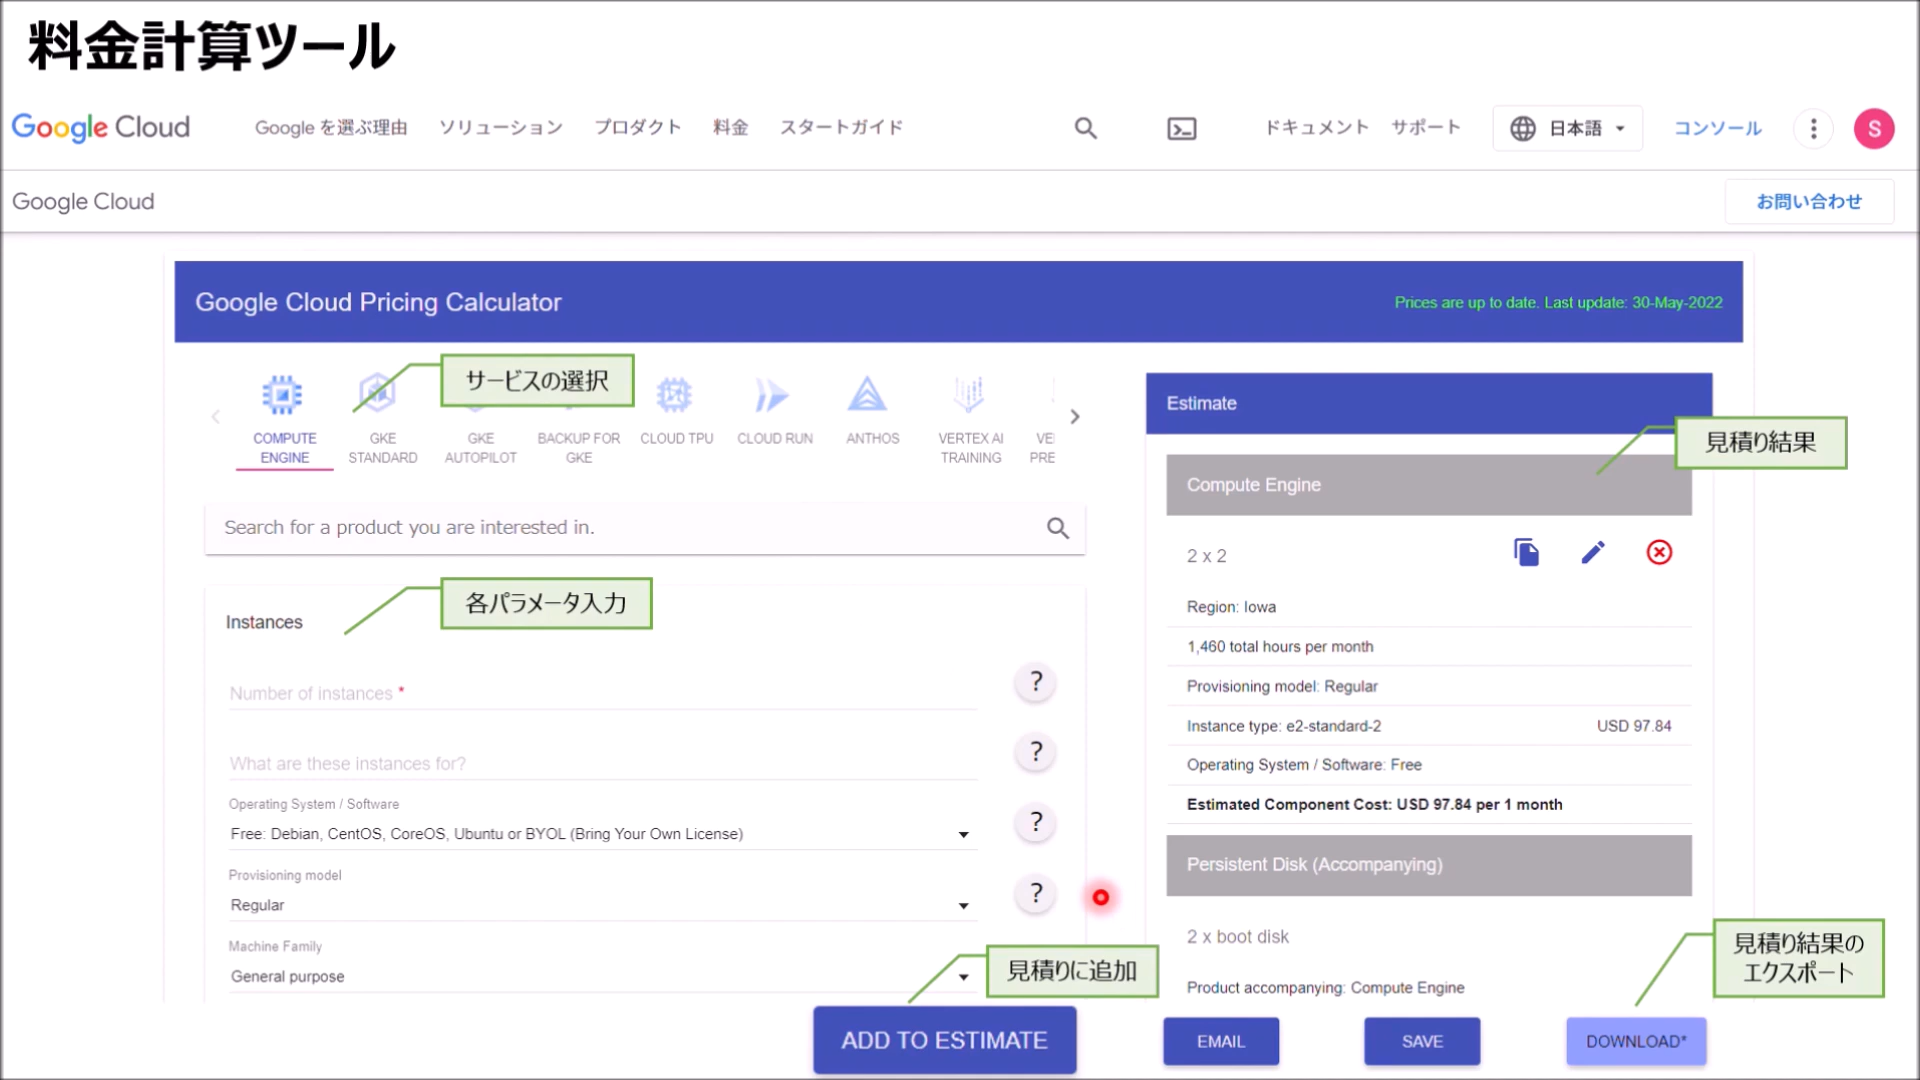 料金計算ツール
Google Cloud
Google を選ぶ理由
ソリューション
プロダクト
料金
スタートガイド
ドキュメント
サポート
日本語
コンソール
S
Google Cloud
お問い合わせ
Google Cloud Pricing Calculator
Prices are up to date. Last update: 30-May-2022
サービスの選択
COMPUTE
ENGINE
GKE
STANDARD
GKE
AUTOPILOT
BACKUP FOR
GKE
CLOUD TPU
CLOUD RUN
ANTHOS
VERTEX AI
TRAINING
VE
PRE
Search for a product you are interested in.
各パラメータ入力
Instances
Number of instances *
?
What are these instances for?
?
Operating System / Software
Free: Debian, CentOS, CoreOS, Ubuntu or BYOL (Bring Your Own License)
?
Provisioning model
Regular
?
Machine Family
General purpose
見積りに追加
ADD TO ESTIMATE
Estimate
見積り結果
Compute Engine
2 x 2
Region: Iowa
1,460 total hours per month
Provisioning model: Regular
Instance type: e2-standard-2
USD 97.84
Operating System / Software: Free
Estimated Component Cost: USD 97.84 per 1 month
Persistent Disk (Accompanying)
2 x boot disk
Product accompanying: Compute Engine
見積り結果の
エクスポート
EMAIL
SAVE
DOWNLOAD*